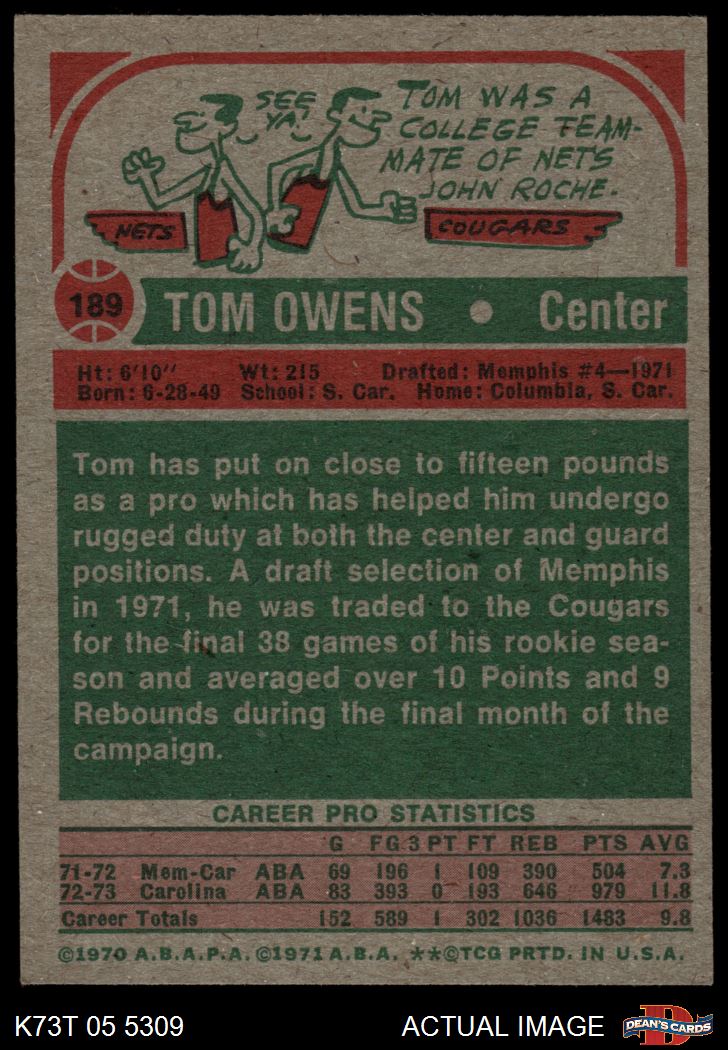 SEE YA!
TOM WAS A
COLLEGE TEAM-
MATE OF NETS
JOHN ROCHE.
NETS
COUGARS
189 TOM OWENS • Center
Ht: 6'10" Wt: 215 Drafted: Memphis #4—1971
Born: 6-28-49 School: S. Car. Home: Columbia, S. Car.
Tom has put on close to fifteen pounds
as a pro which has helped him undergo
rugged duty at both the center and guard
positions. A draft selection of Memphis
in 1971, he was traded to the Cougars
for the final 38 games of his rookie sea-
son and averaged over 10 Points and 9
Rebounds during the final month of the
campaign.
CAREER PRO STATISTICS
G FG 3 PT FT REB PTS AVG
71-72 Mem-Car ABA 69 196 1 109 390 504 7.3
72-73 Carolina ABA 83 393 0 193 646 979 11.8
Career Totals 152 589 1 302 1036 1483 9.8
©1970 A.B.A.P.A. ©1971 A.B.A. **©TCG PRTD. IN U.S.A.
K73T 05 5309 ACTUAL IMAGE D DEAN'S CARDS